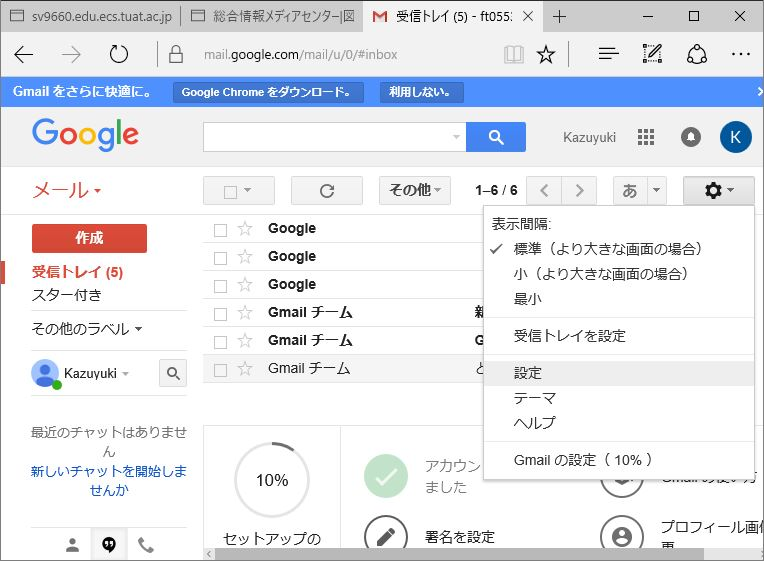 sv9660.edu.ecs.tuat.ac.jp
総合情報メディアセンター|図
受信トレイ (5) - ft0553
mail.google.com/mail/u/0/#inbox
Gmail をさらに快適に。
Google Chrome をダウンロード。
利用しない。
Google
Kazuyuki
K
メール
その他
1–6 / 6
あ
作成
受信トレイ (5)
スター付き
その他のラベル
Kazuyuki
最近のチャットはありませ
ん
新しいチャットを開始しま
せんか
Google
Google
Google
Gmail チーム
Gmail チーム
G
Gmail チーム
と
表示間隔:
標準（より大きな画面の場合）
小（より大きな画面の場合）
最小
受信トレイを設定
設定
テーマ
ヘルプ
Gmail の設定（ 10% ）
10%
セットアップの
アカウン
ました
署名を設定
Gmail の使い方
プロフィール画像